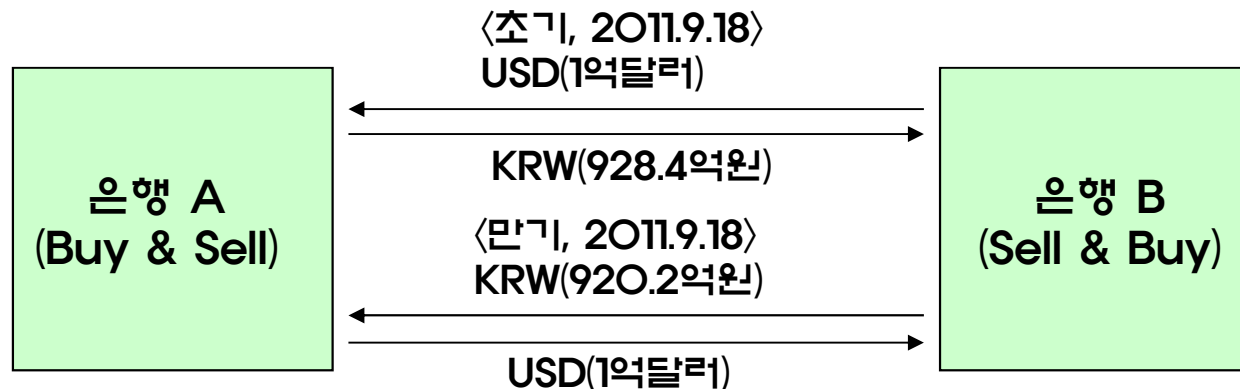 <초기, 2011.9.18>
USD(1억달러)
KRW(928.4억원)
은행 A
(Buy & Sell)
<만기, 2011.9.18>
KRW(920.2억원)
USD(1억달러)
은행 B
(Sell & Buy)